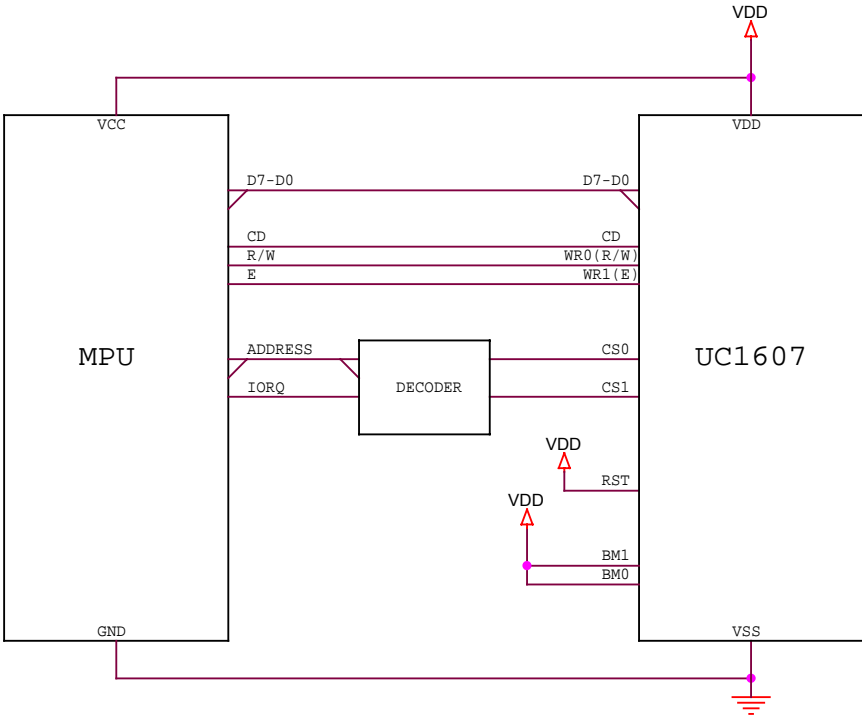 VDD
VCC
VDD
D7-D0
D7-D0
CD
CD
R/W
WR0(R/W)
E
WR1(E)
MPU
ADDRESS
CS0
UC1607
IORQ
DECODER
CS1
VDD
RST
VDD
BM1
BM0
GND
VSS